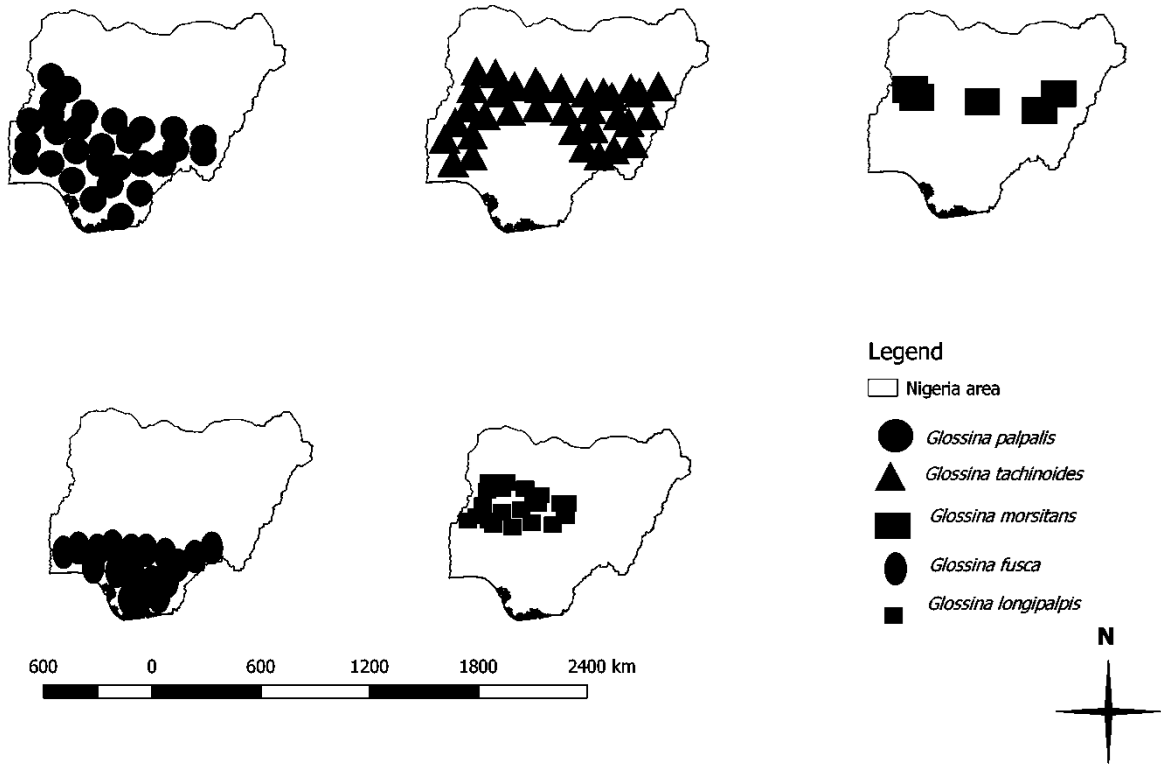 Legend
Nigeria area
Glossina palpalis
Glossina tachinoides
Glossina morsitans
Glossina fusca
Glossina longipalpis
N
600 0 600 1200 1800 2400 km